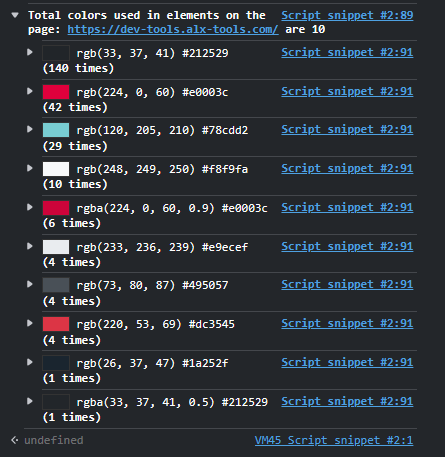 Total colors used in elements on the Script snippet #2:89
page: https://dev-tools.alx-tools.com/ are 10
rgb(33, 37, 41) #212529 Script snippet #2:91
(140 times)
rgb(224, 0, 60) #e0003c Script snippet #2:91
(42 times)
rgb(120, 205, 210) #78cdd2 Script snippet #2:91
(29 times)
rgb(248, 249, 250) #f8f9fa Script snippet #2:91
(10 times)
rgba(224, 0, 60, 0.9) #e0003c Script snippet #2:91
(6 times)
rgb(233, 236, 239) #e9ecef Script snippet #2:91
(4 times)
rgb(73, 80, 87) #495057 Script snippet #2:91
(4 times)
rgb(220, 53, 69) #dc3545 Script snippet #2:91
(4 times)
rgb(26, 37, 47) #1a252f Script snippet #2:91
(1 times)
rgba(33, 37, 41, 0.5) #212529 Script snippet #2:91
(1 times)
undefined VM45 Script snippet #2:1